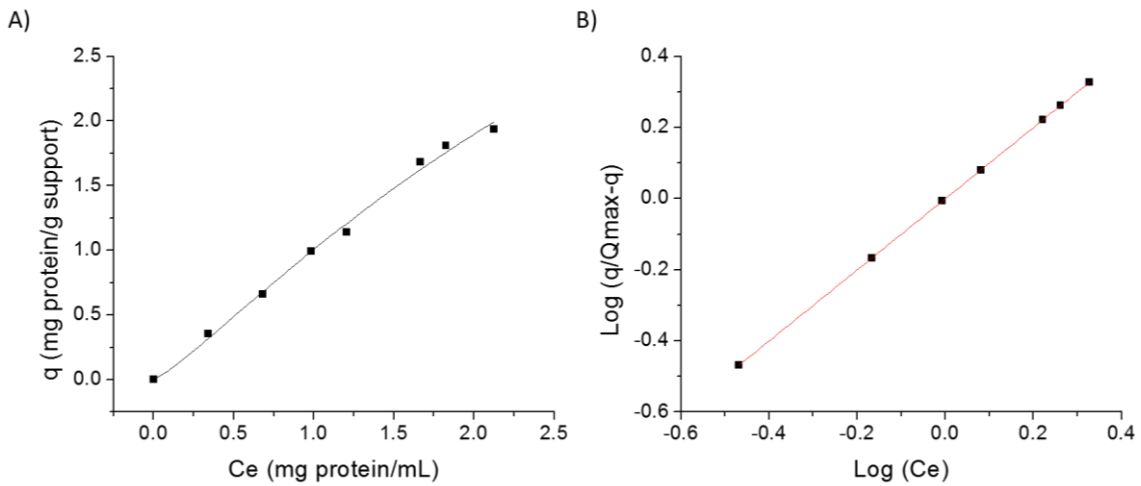 A)
2.5
2.0
1.5
1.0
0.5
0.0
q (mg protein/g support)
0.0 0.5 1.0 1.5 2.0 2.5
Ce (mg protein/mL)
B)
0.4
0.2
0.0
-0.2
-0.4
-0.6
Log (q/Qmax-q)
-0.6 -0.4 -0.2 0.0 0.2 0.4
Log (Ce)